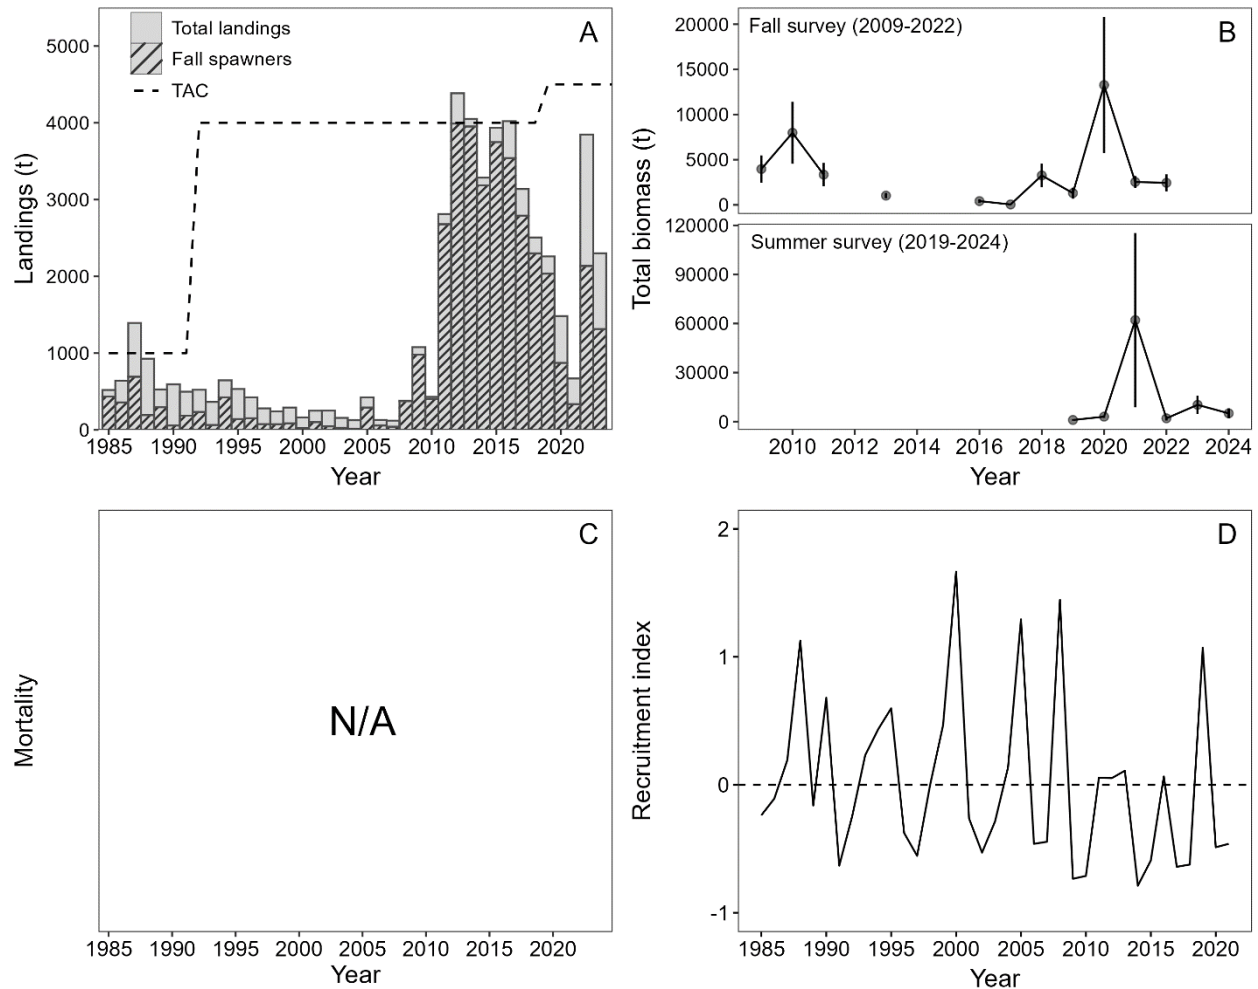 A
Total landings
Fall spawners
TAC
Landings (t)
5000
4000
3000
2000
1000
0
1985 1990 1995 2000 2005 2010 2015 2020
Year
B
Fall survey (2009-2022)
20000
15000
10000
5000
0
Total biomass (t)
Summer survey (2019-2024)
120000
90000
60000
30000
0
2010 2012 2014 2016 2018 2020 2022 2024
Year
C
Mortality
N/A
1985 1990 1995 2000 2005 2010 2015 2020
Year
D
Recruitment index
2
1
0
-1
1985 1990 1995 2000 2005 2010 2015 2020
Year